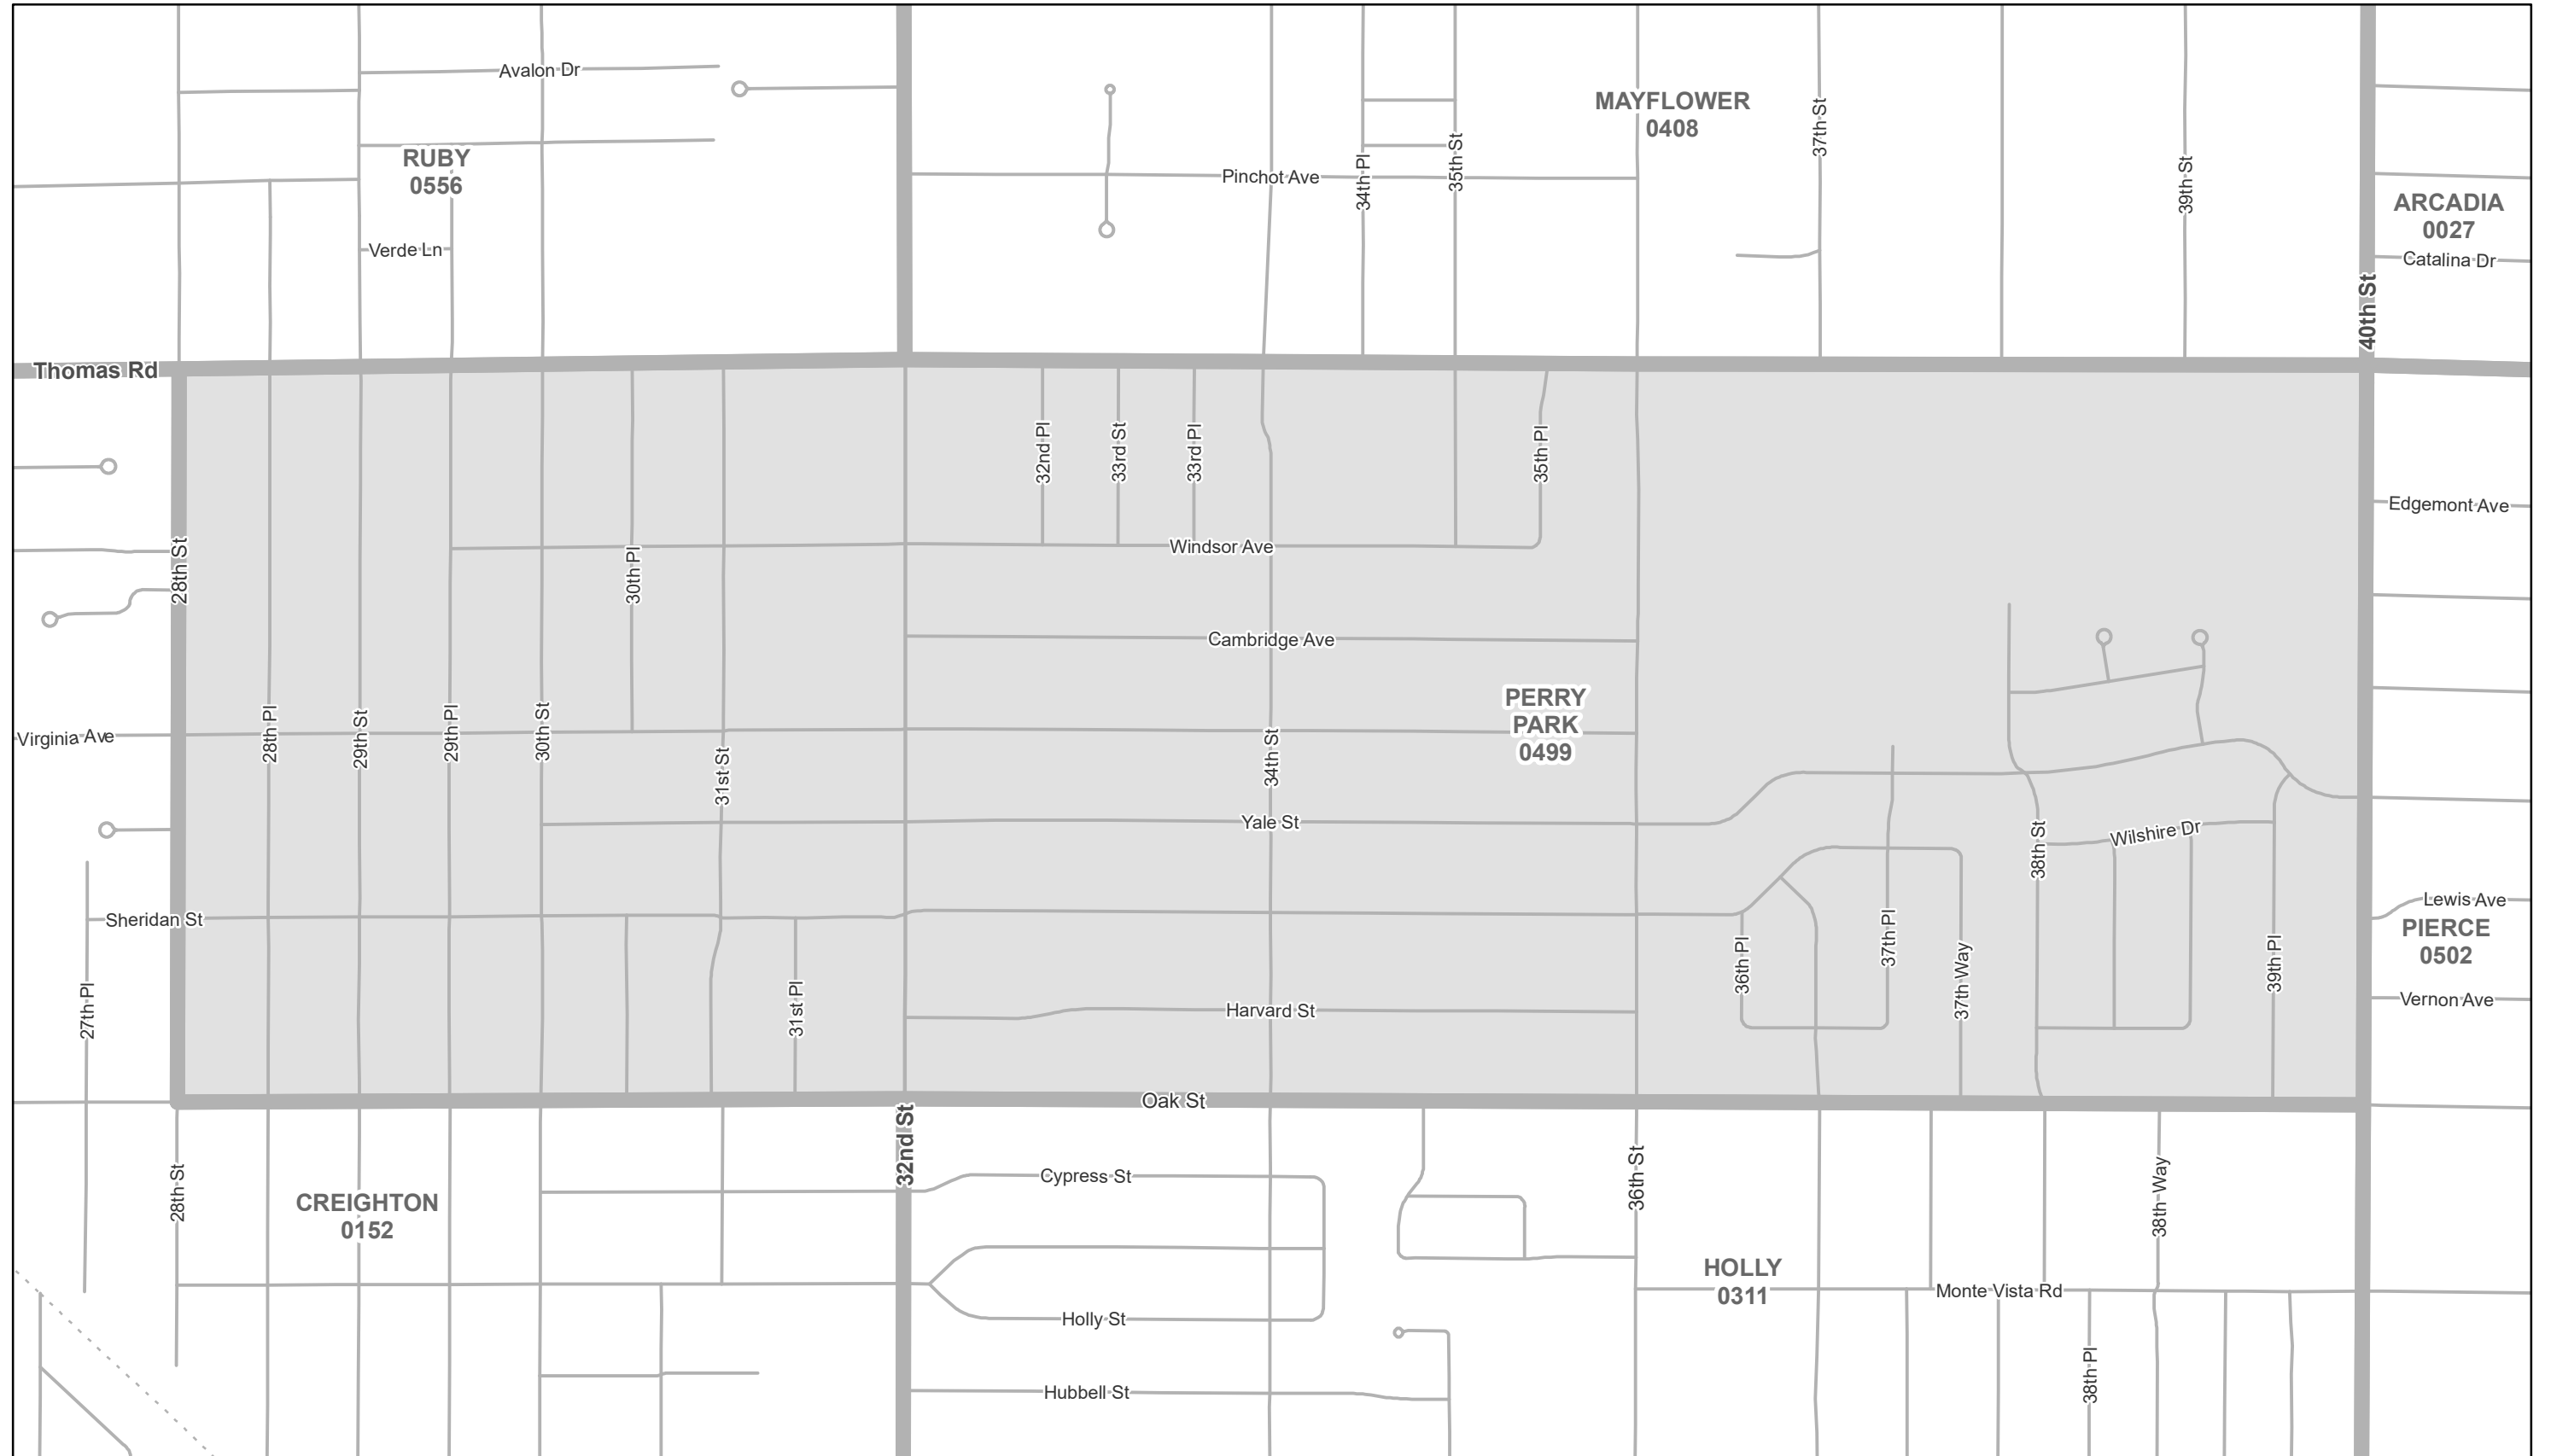 Avalon Dr
MAYFLOWER
0408
37th St
RUBY
0556
Pinchot Ave
34th Pl
35th St
39th St
ARCADIA
0027
Verde Ln
Catalina Dr
40th St
Thomas Rd
32nd Pl
33rd St
33rd Pl
35th Pl
Edgemont Ave
28th St
30th Pl
Windsor Ave
Cambridge Ave
PERRY
PARK
0499
Virginia Ave
28th Pl
29th St
29th Pl
30th St
31st St
34th St
Yale St
38th St
Wilshire Dr
Lewis Ave
Sheridan St
PIERCE
0502
36th Pl
37th Pl
37th Way
39th Pl
27th Pl
31st Pl
Harvard St
Vernon Ave
Oak St
32nd St
28th St
CREIGHTON
0152
Cypress St
36th St
38th Way
HOLLY
0311
Monte Vista Rd
Holly St
38th Pl
Hubbell St